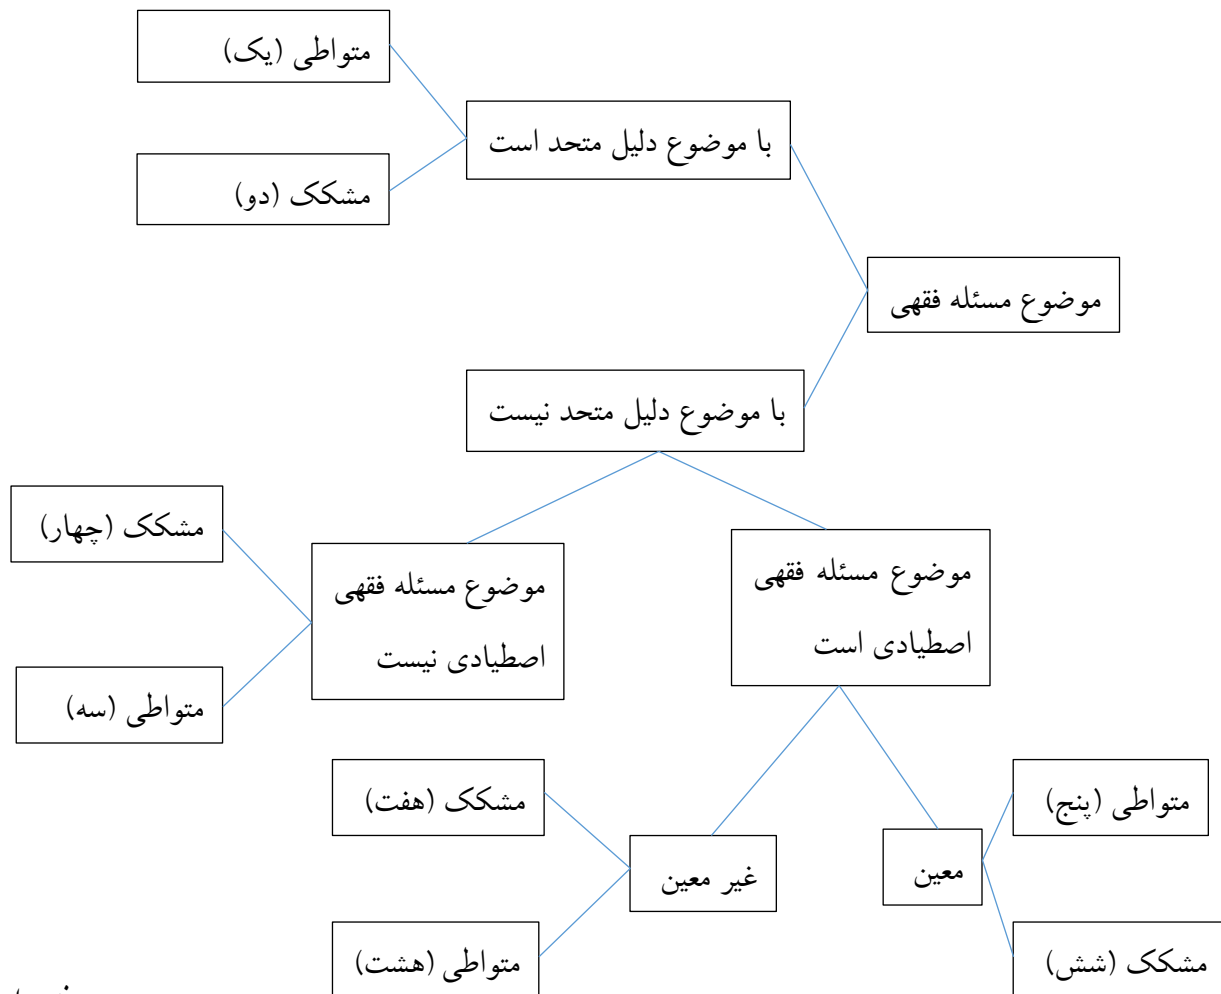 متواطی (یک)
با موضوع دلیل متحد است
مشکک (دو)
موضوع مسئله فقهی
با موضوع دلیل متحد نیست
مشکک (چهار)
موضوع مسئله فقهی
اصطیادی نیست
موضوع مسئله فقهی
اصطیادی است
متواطی (سه)
متواطی (پنج)
مشکک (هفت)
معین
غیر معین
مشکک (شش)
متواطی (هشت)